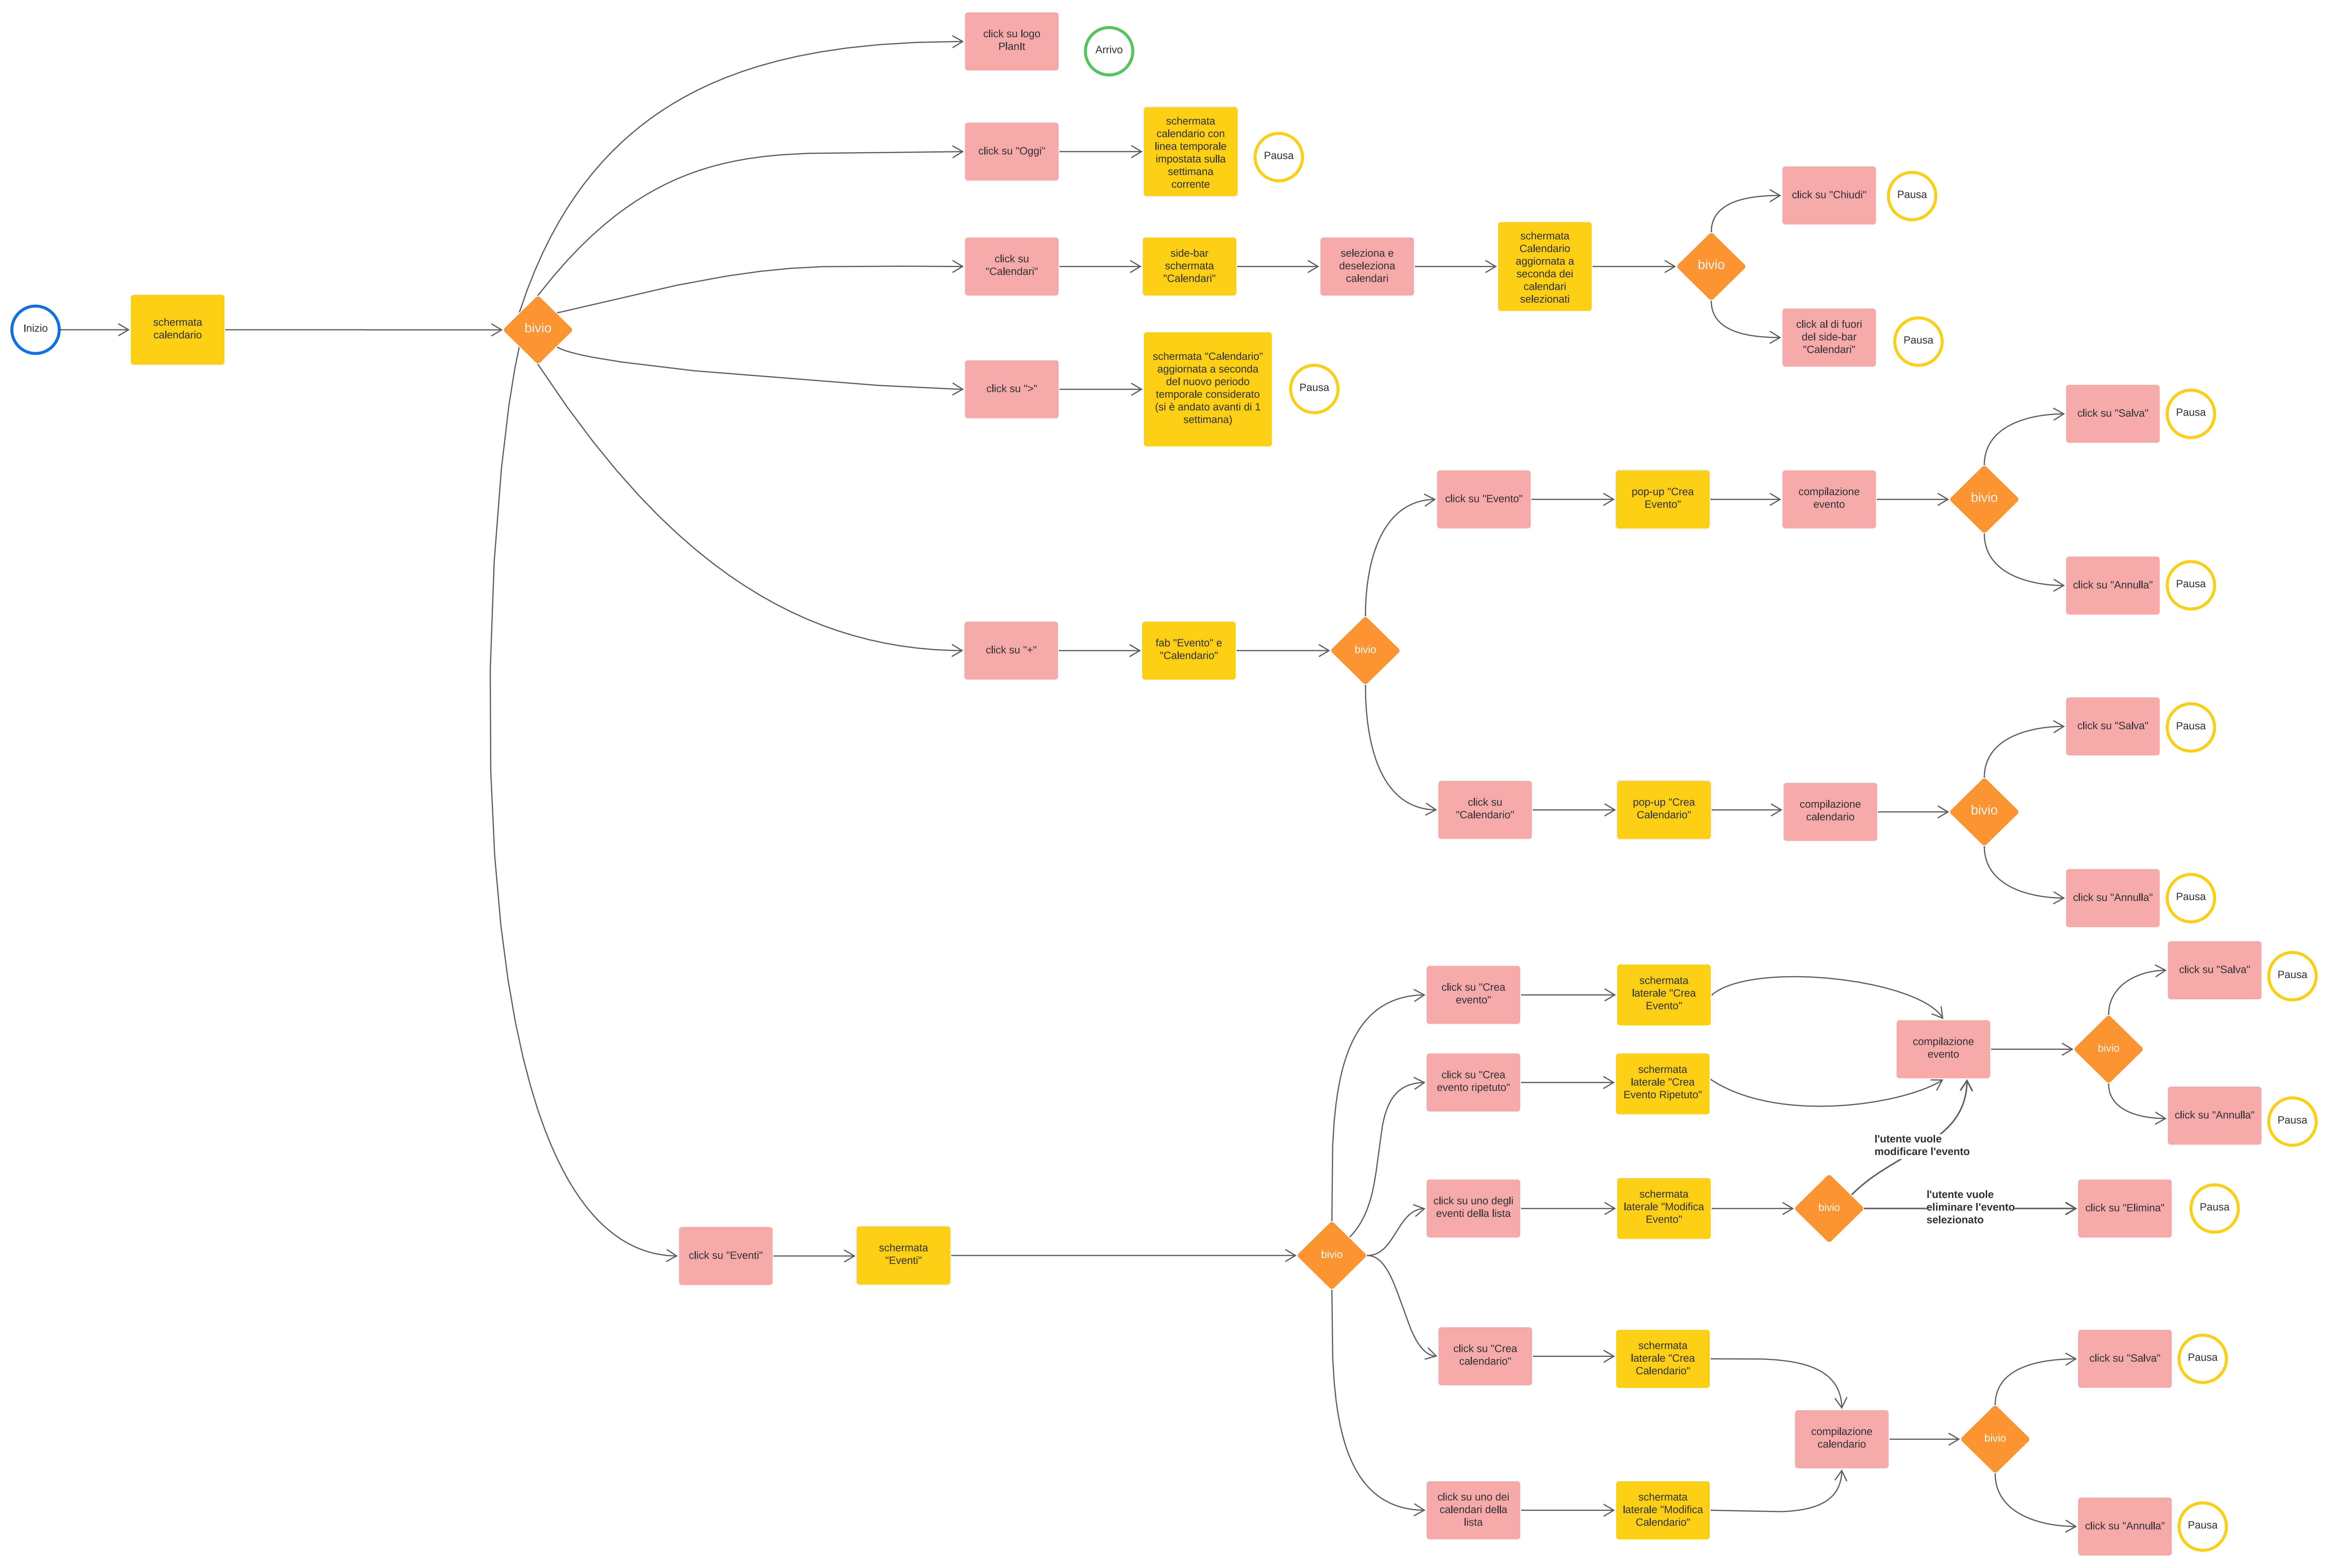 click su logo
PlanIt
Arrivo
click su "Oggi"
schermata
calendario con
linea temporale
impostata sulla
settimana
corrente
Pausa
click su
"Calendari"
side-bar
schermata
"Calendari"
seleziona e
deseleziona
calendari
schermata
Calendario
aggiornata a
seconda dei
calendari
selezionati
bivio
click su "Chiudi"
Pausa
click al di fuori
del side-bar
"Calendari"
Pausa
Inizio
schermata
calendario
bivio
click su ">"
schermata "Calendario"
aggiornata a seconda
del nuovo periodo
temporale considerato
(si è andato avanti di 1
settimana)
Pausa
click su "+"
fab "Evento" e
"Calendario"
bivio
click su "Evento"
pop-up "Crea
Evento"
compilazione
evento
bivio
click su "Salva"
Pausa
click su "Annulla"
Pausa
click su
"Calendario"
pop-up "Crea
Calendario"
compilazione
calendario
bivio
click su "Salva"
Pausa
click su "Annulla"
Pausa
click su "Eventi"
schermata
"Eventi"
bivio
click su "Crea
evento"
schermata
laterale "Crea
Evento"
click su "Crea
evento ripetuto"
schermata
laterale "Crea
Evento Ripetuto"
compilazione
evento
bivio
click su "Salva"
Pausa
click su "Annulla"
Pausa
click su uno degli
eventi della lista
schermata
laterale "Modifica
Evento"
bivio
l'utente vuole
modificare l'evento
l'utente vuole
eliminare l'evento
selezionato
click su "Elimina"
Pausa
click su "Crea
calendario"
schermata
laterale "Crea
Calendario"
click su uno dei
calendari della
lista
schermata
laterale "Modifica
Calendario"
compilazione
calendario
bivio
click su "Salva"
Pausa
click su "Annulla"
Pausa